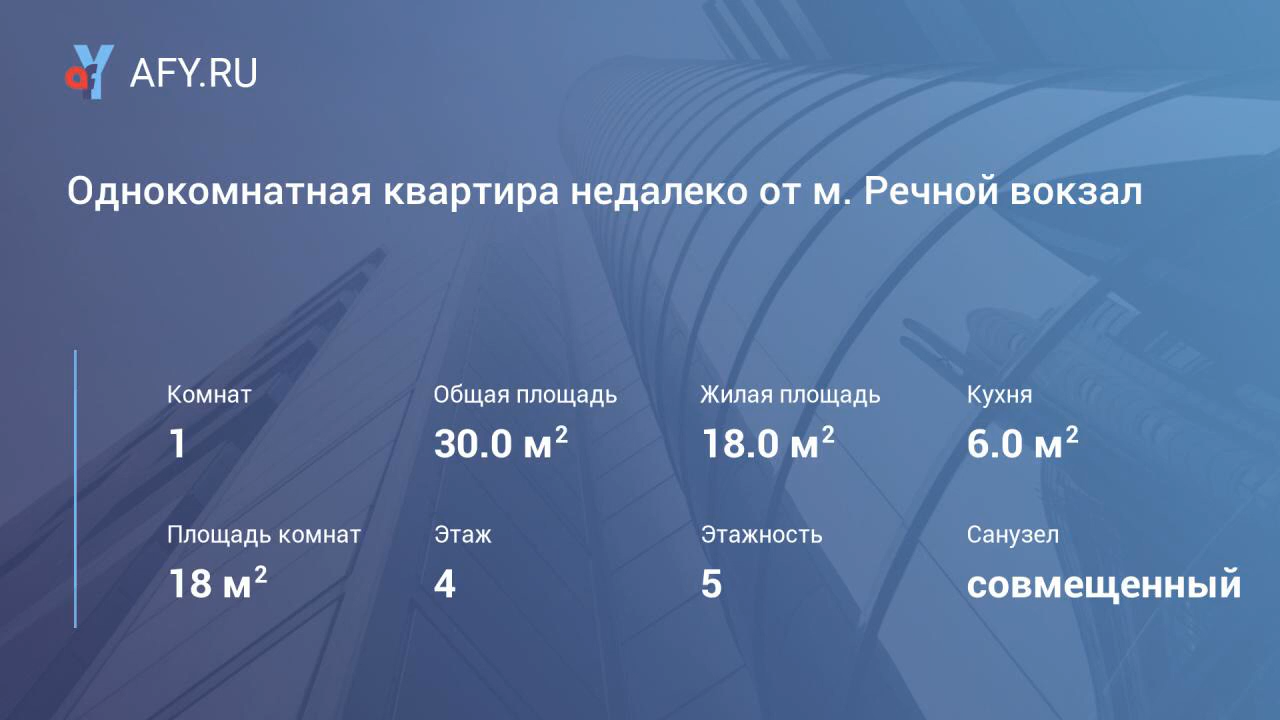 AFY.RU
Однокомнатная квартира недалеко от м. Речной вокзал
Комнат
1
Общая площадь
30.0 м²
Жилая площадь
18.0 м²
Кухня
6.0 м²
Площадь комнат
18 м²
Этаж
4
Этажность
5
Санузел
совмещенный